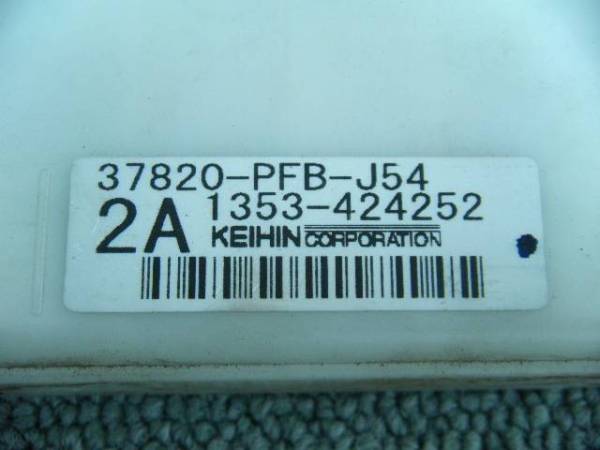 37820-PFB-J54
2A 1353-424252
KEIHIN CORPORATION